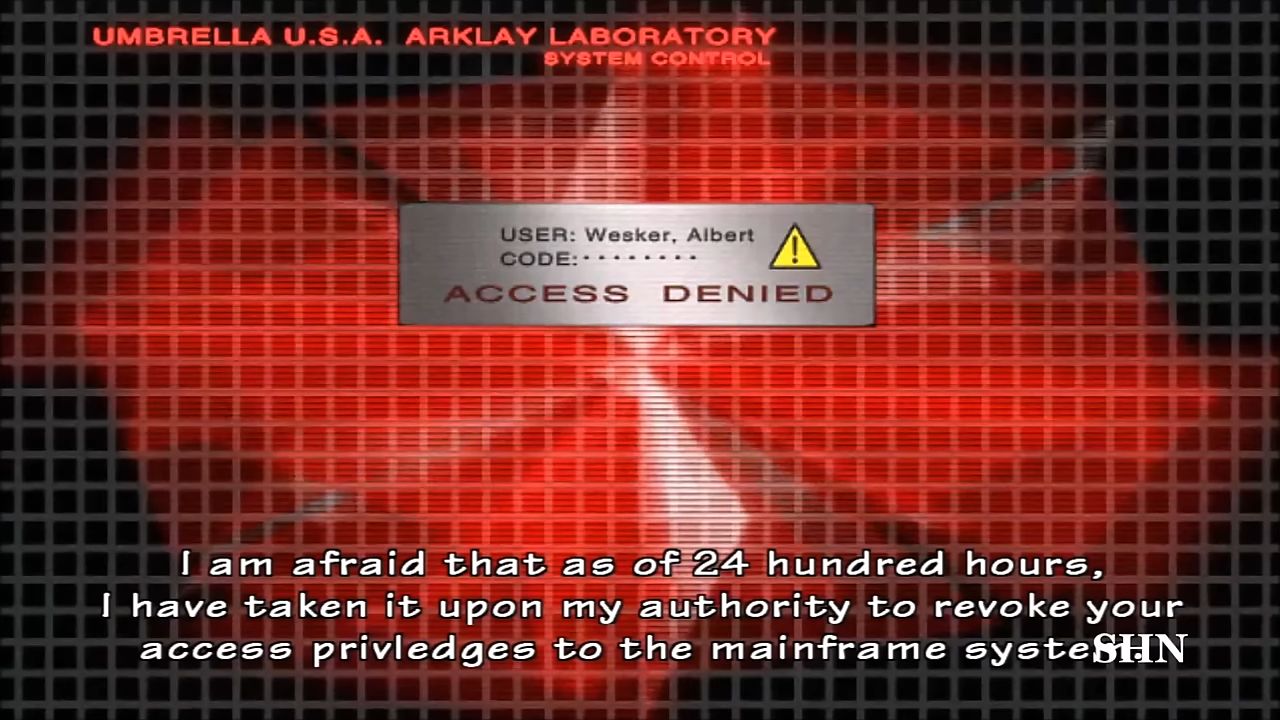 UMBRELLA U.S.A. ARKLAY LABORATORY
SYSTEM CONTROL
USER: Wesker, Albert
CODE:········
ACCESS DENIED
I am afraid that as of 24 hundred hours,
I have taken it upon my authority to revoke your
access privledges to the mainframe system.
SHN